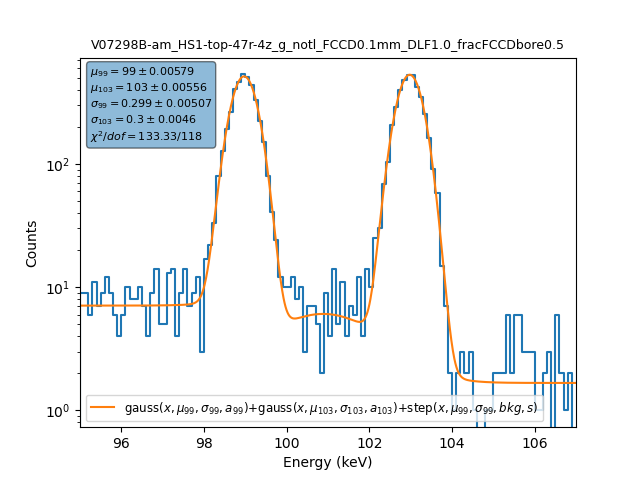 V07298B-am_HS1-top-47r-4z_g_notl_FCCD0.1mm_DLF1.0_fracFCCDbore0.5
μ₉₉ = 99 ± 0.00579
μ₁₀₃ = 103 ± 0.00556
σ₉₉ = 0.299 ± 0.00507
σ₁₀₃ = 0.3 ± 0.0046
χ²/dof = 133.33/118
Counts
10²
10¹
10⁰
gauss(x, μ₉₉, σ₉₉, a₉₉)+gauss(x, μ₁₀₃, σ₁₀₃, a₁₀₃)+step(x, μ₉₉, σ₉₉, bkg, s)
96 98 100 102 104 106
Energy (keV)